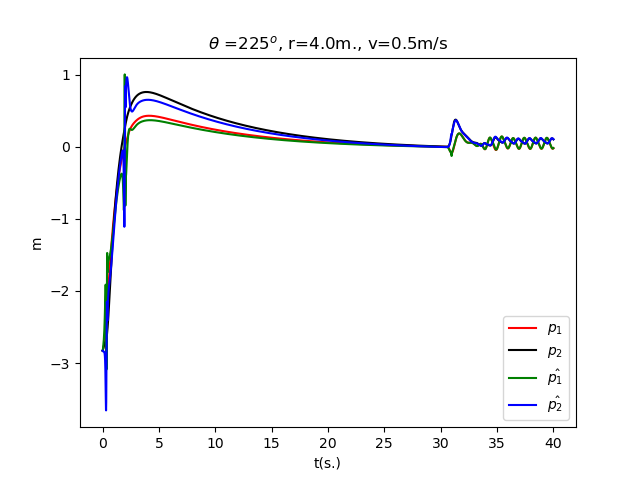 θ =225°, r=4.0m., v=0.5m/s
1
0
−1
−2
−3
m
0 5 10 15 20 25 30 35 40
t(s.)
p₁
p₂
p̂₁
p̂₂